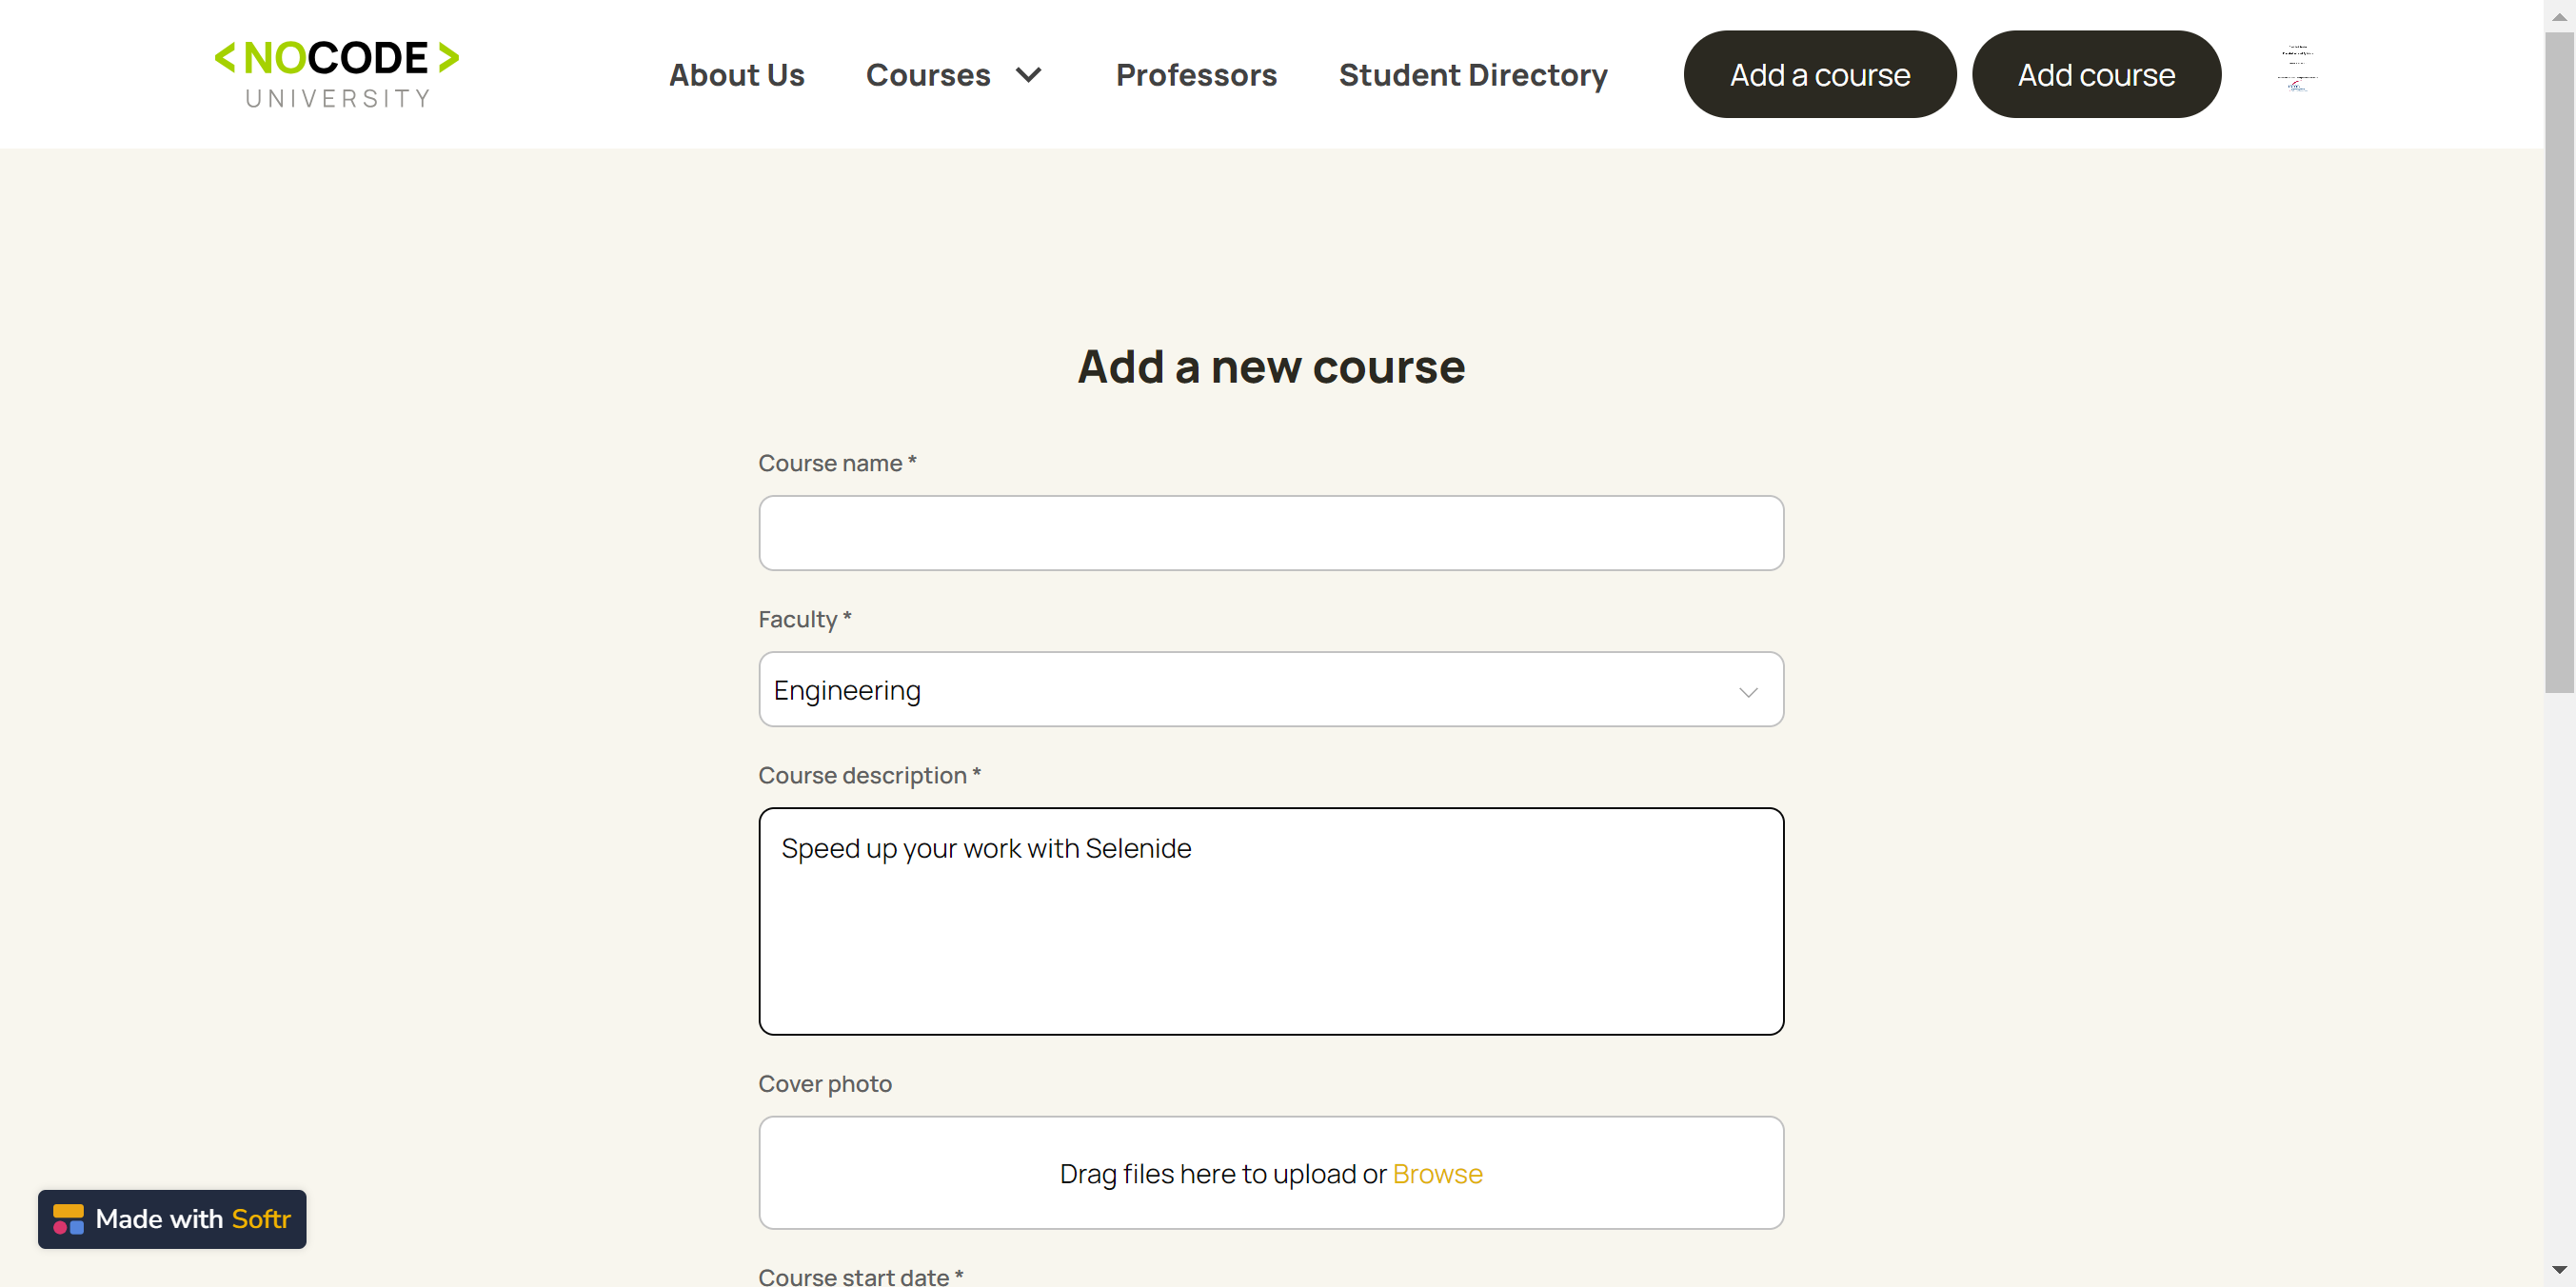 <NOCODE>
UNIVERSITY
About Us Courses Professors Student Directory Add a course Add course
Add a new course
Course name *
Faculty *
Engineering
Course description *
Speed up your work with Selenide
Cover photo
Drag files here to upload or Browse
Made with Softr
Course start date *